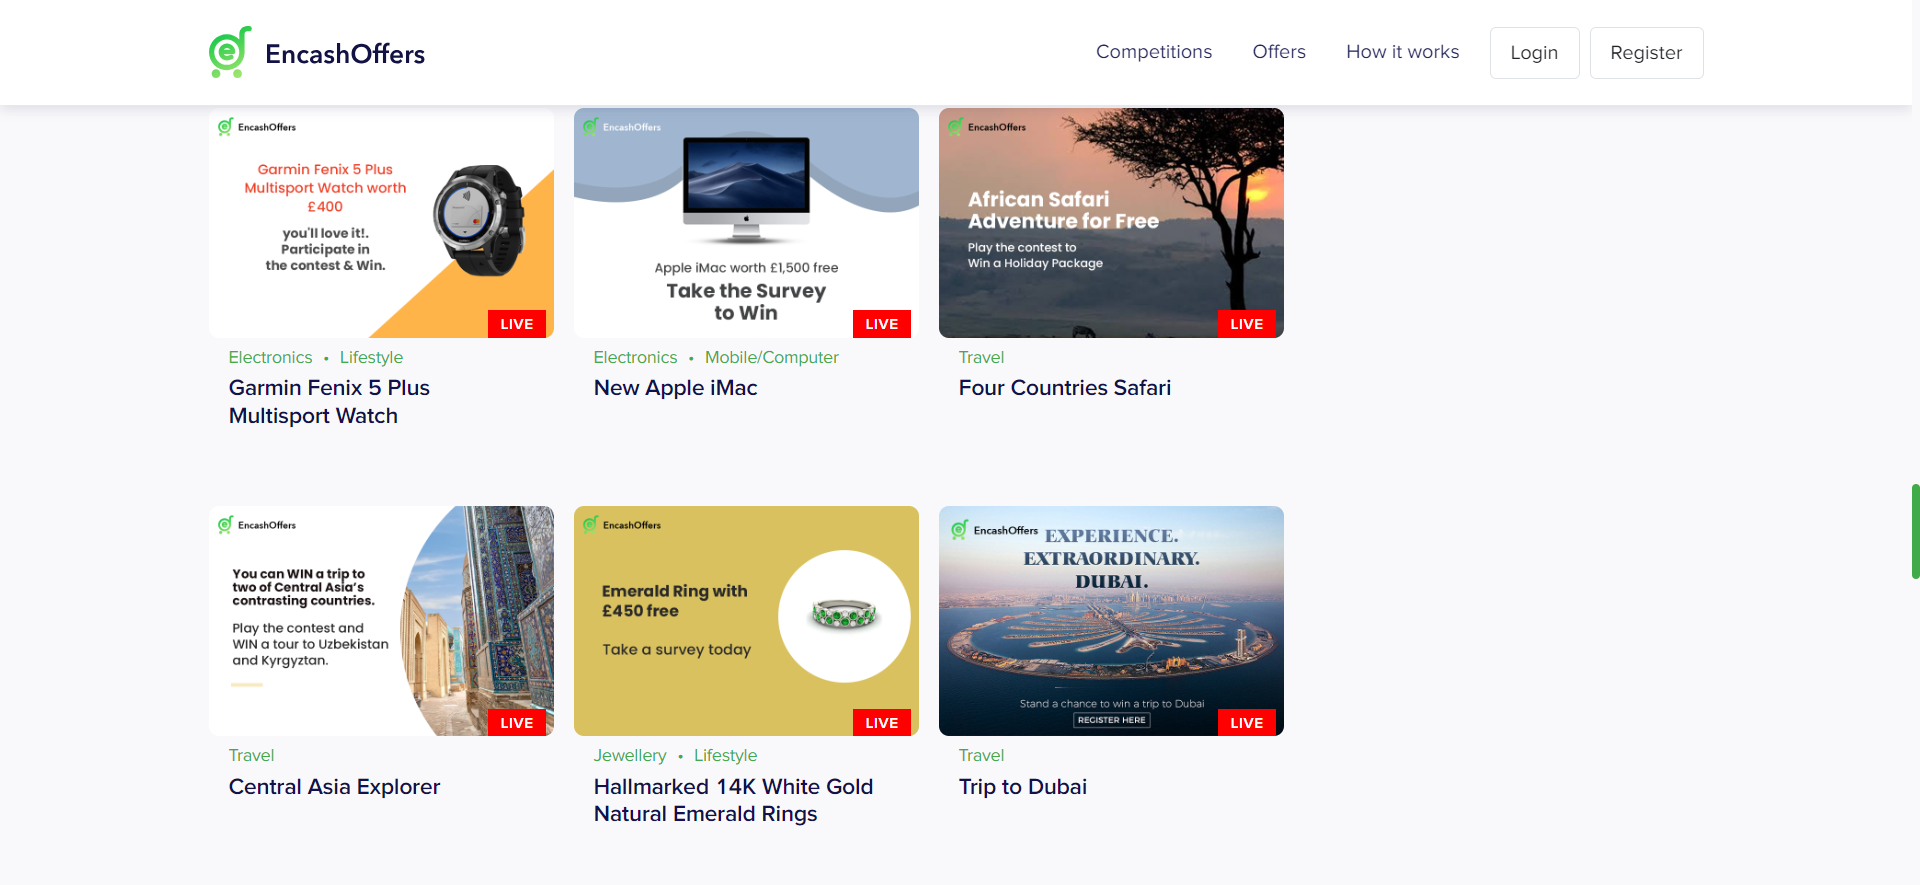 EncashOffers
Competitions
Offers
How it works
Login
Register
EncashOffers
Garmin Fenix 5 Plus
Multisport Watch worth
£400
you'll love it!.
Participate in
the contest & Win.
LIVE
Electronics • Lifestyle
Garmin Fenix 5 Plus
Multisport Watch
EncashOffers
Apple iMac worth £1,500 free
Take the Survey
to Win
LIVE
Electronics • Mobile/Computer
New Apple iMac
EncashOffers
African Safari
Adventure for Free
Play the contest to
Win a Holiday Package
LIVE
Travel
Four Countries Safari
EncashOffers
You can WIN a trip to
two of Central Asia's
contrasting countries.
Play the contest and
WIN a tour to Uzbekistan
and Kyrgyztan.
LIVE
Travel
Central Asia Explorer
EncashOffers
Emerald Ring with
£450 free
Take a survey today
LIVE
Jewellery • Lifestyle
Hallmarked 14K White Gold
Natural Emerald Rings
EncashOffers
EXPERIENCE.
EXTRAORDINARY.
DUBAI.
Stand a chance to win a trip to Dubai
REGISTER HERE
LIVE
Travel
Trip to Dubai